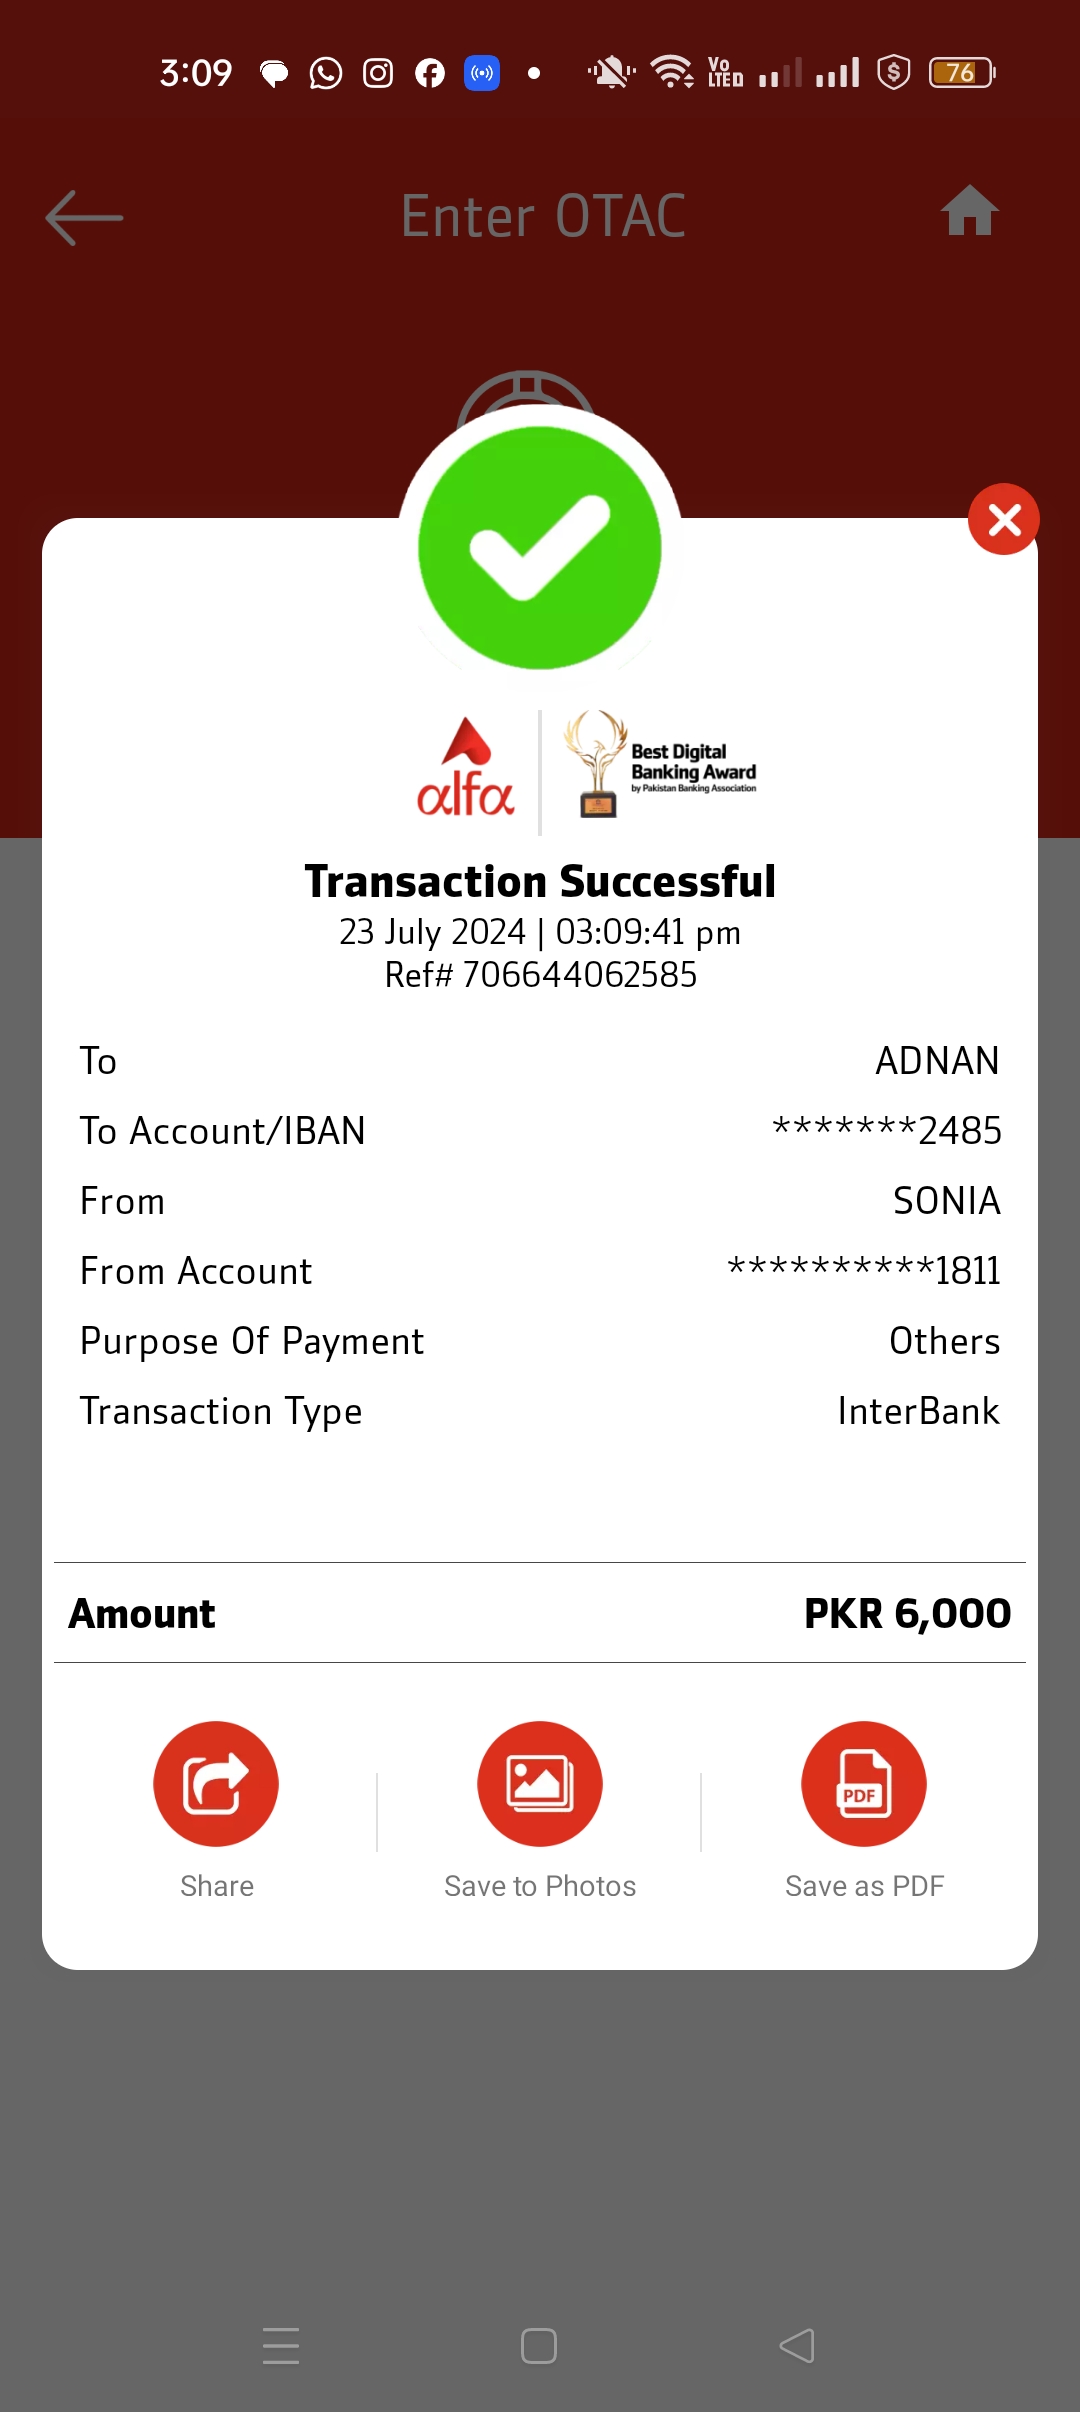 3:09
Vo
LTED
76
Enter OTAC
alfa
Best Digital
Banking Award
by Pakistan Banking Association
Transaction Successful
23 July 2024 | 03:09:41 pm
Ref# 706644062585
To ADNAN
To Account/IBAN *******2485
From SONIA
From Account **********1811
Purpose Of Payment Others
Transaction Type InterBank
Amount PKR 6,000
PDF
Share Save to Photos Save as PDF